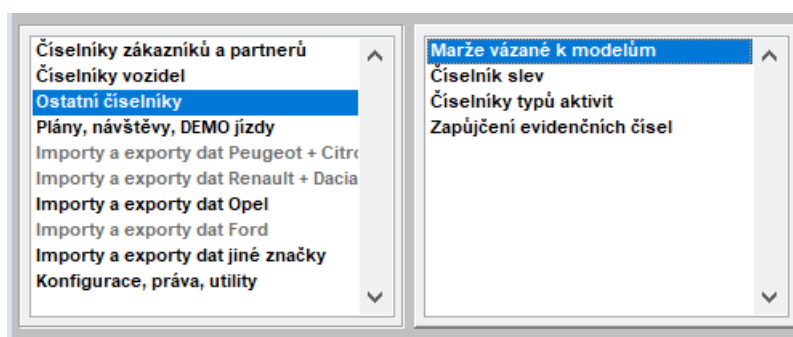 Číselníky zákazníků a partnerů
Číselníky vozidel
Ostatní číselníky
Plány, návštěvy, DEMO jízdy
Importy a exporty dat Peugeot + Citro
Importy a exporty dat Renault + Dacia
Importy a exporty dat Opel
Importy a exporty dat Ford
Importy a exporty dat jiné značky
Konfigurace, práva, utility
Marže vázané k modelům
Číselník slev
Číselníky typů aktivit
Zapůjčení evidenčních čísel